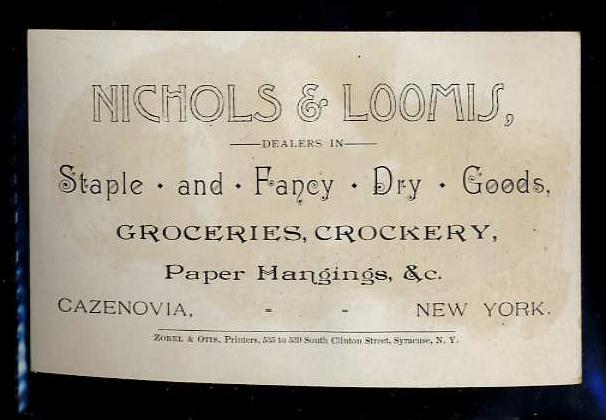 NICHOLS & LOOMIS,
DEALERS IN
Staple · and · Fancy · Dry · Goods,
GROCERIES, CROCKERY,
Paper Hangings, &c.
CAZENOVIA, - - NEW YORK.
ZOBEL & OTIS, Printers, 535 to 539 South Clinton Street, Syracuse, N. Y.